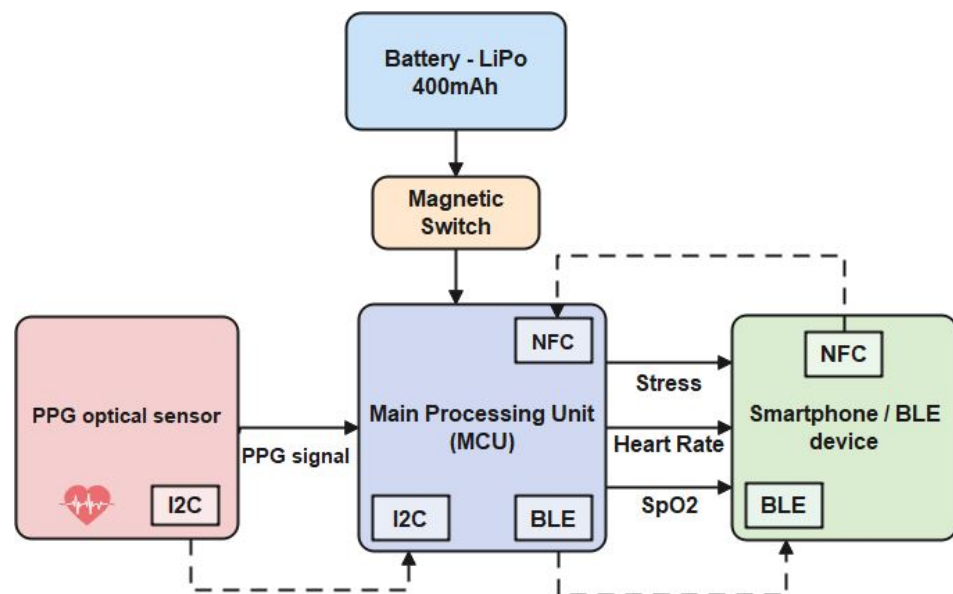 Battery - LiPo
400mAh
Magnetic
Switch
NFC
NFC
Stress
PPG optical sensor
Main Processing Unit
(MCU)
Smartphone / BLE
device
PPG signal
Heart Rate
I2C
I2C
BLE
SpO2
BLE